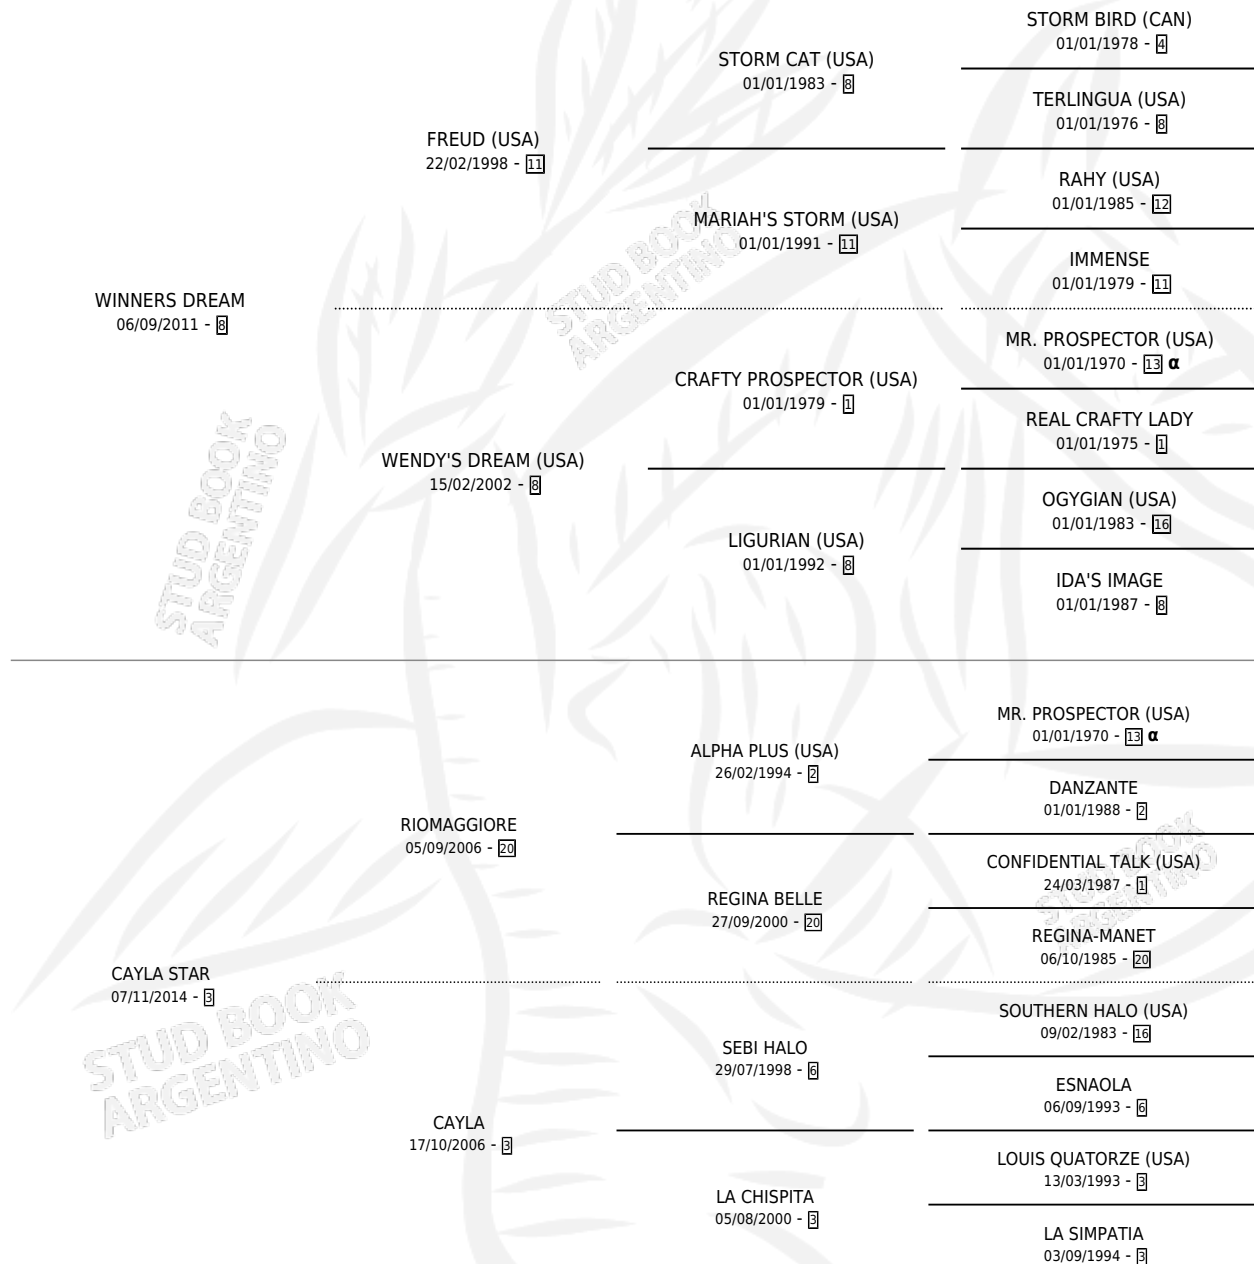 STORM BIRD (CAN)
01/01/1978 - 4
STORM CAT (USA)
01/01/1983 - 8
TERLINGUA (USA)
01/01/1976 - 8
FREUD (USA)
22/02/1998 - 11
RAHY (USA)
01/01/1985 - 12
MARIAH'S STORM (USA)
01/01/1991 - 11
IMMENSE
01/01/1979 - 11
WINNERS DREAM
06/09/2011 - 8
MR. PROSPECTOR (USA)
01/01/1970 - 13 α
CRAFTY PROSPECTOR (USA)
01/01/1979 - 1
REAL CRAFTY LADY
01/01/1975 - 1
WENDY'S DREAM (USA)
15/02/2002 - 8
OGYGIAN (USA)
01/01/1983 - 16
LIGURIAN (USA)
01/01/1992 - 8
IDA'S IMAGE
01/01/1987 - 8
MR. PROSPECTOR (USA)
01/01/1970 - 13 α
ALPHA PLUS (USA)
26/02/1994 - 2
DANZANTE
01/01/1988 - 2
RIOMAGGIORE
05/09/2006 - 20
CONFIDENTIAL TALK (USA)
24/03/1987 - 1
REGINA BELLE
27/09/2000 - 20
REGINA-MANET
06/10/1985 - 20
CAYLA STAR
07/11/2014 - 3
SOUTHERN HALO (USA)
09/02/1983 - 16
SEBI HALO
29/07/1998 - 6
ESNAOLA
06/09/1993 - 6
CAYLA
17/10/2006 - 3
LOUIS QUATORZE (USA)
13/03/1993 - 3
LA CHISPITA
05/08/2000 - 3
LA SIMPATIA
03/09/1994 - 3
STUD BOOK
ARGENTINO
STUD BOOK
ARGENTINO
STUD BOOK
ARGENTINO
STUD BOOK
ARGENTINO